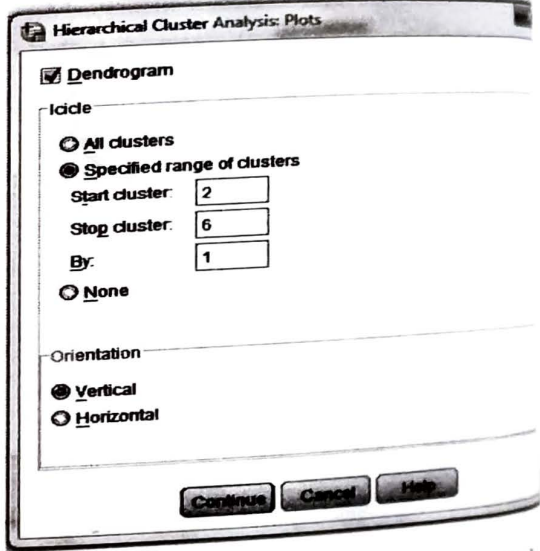 Hierarchical Cluster Analysis: Plots
Dendrogram
Icicle
All clusters
Specified range of clusters
Start cluster: 2
Stop cluster: 6
By: 1
None
Orientation
Vertical
Horizontal
Continue Cancel Help